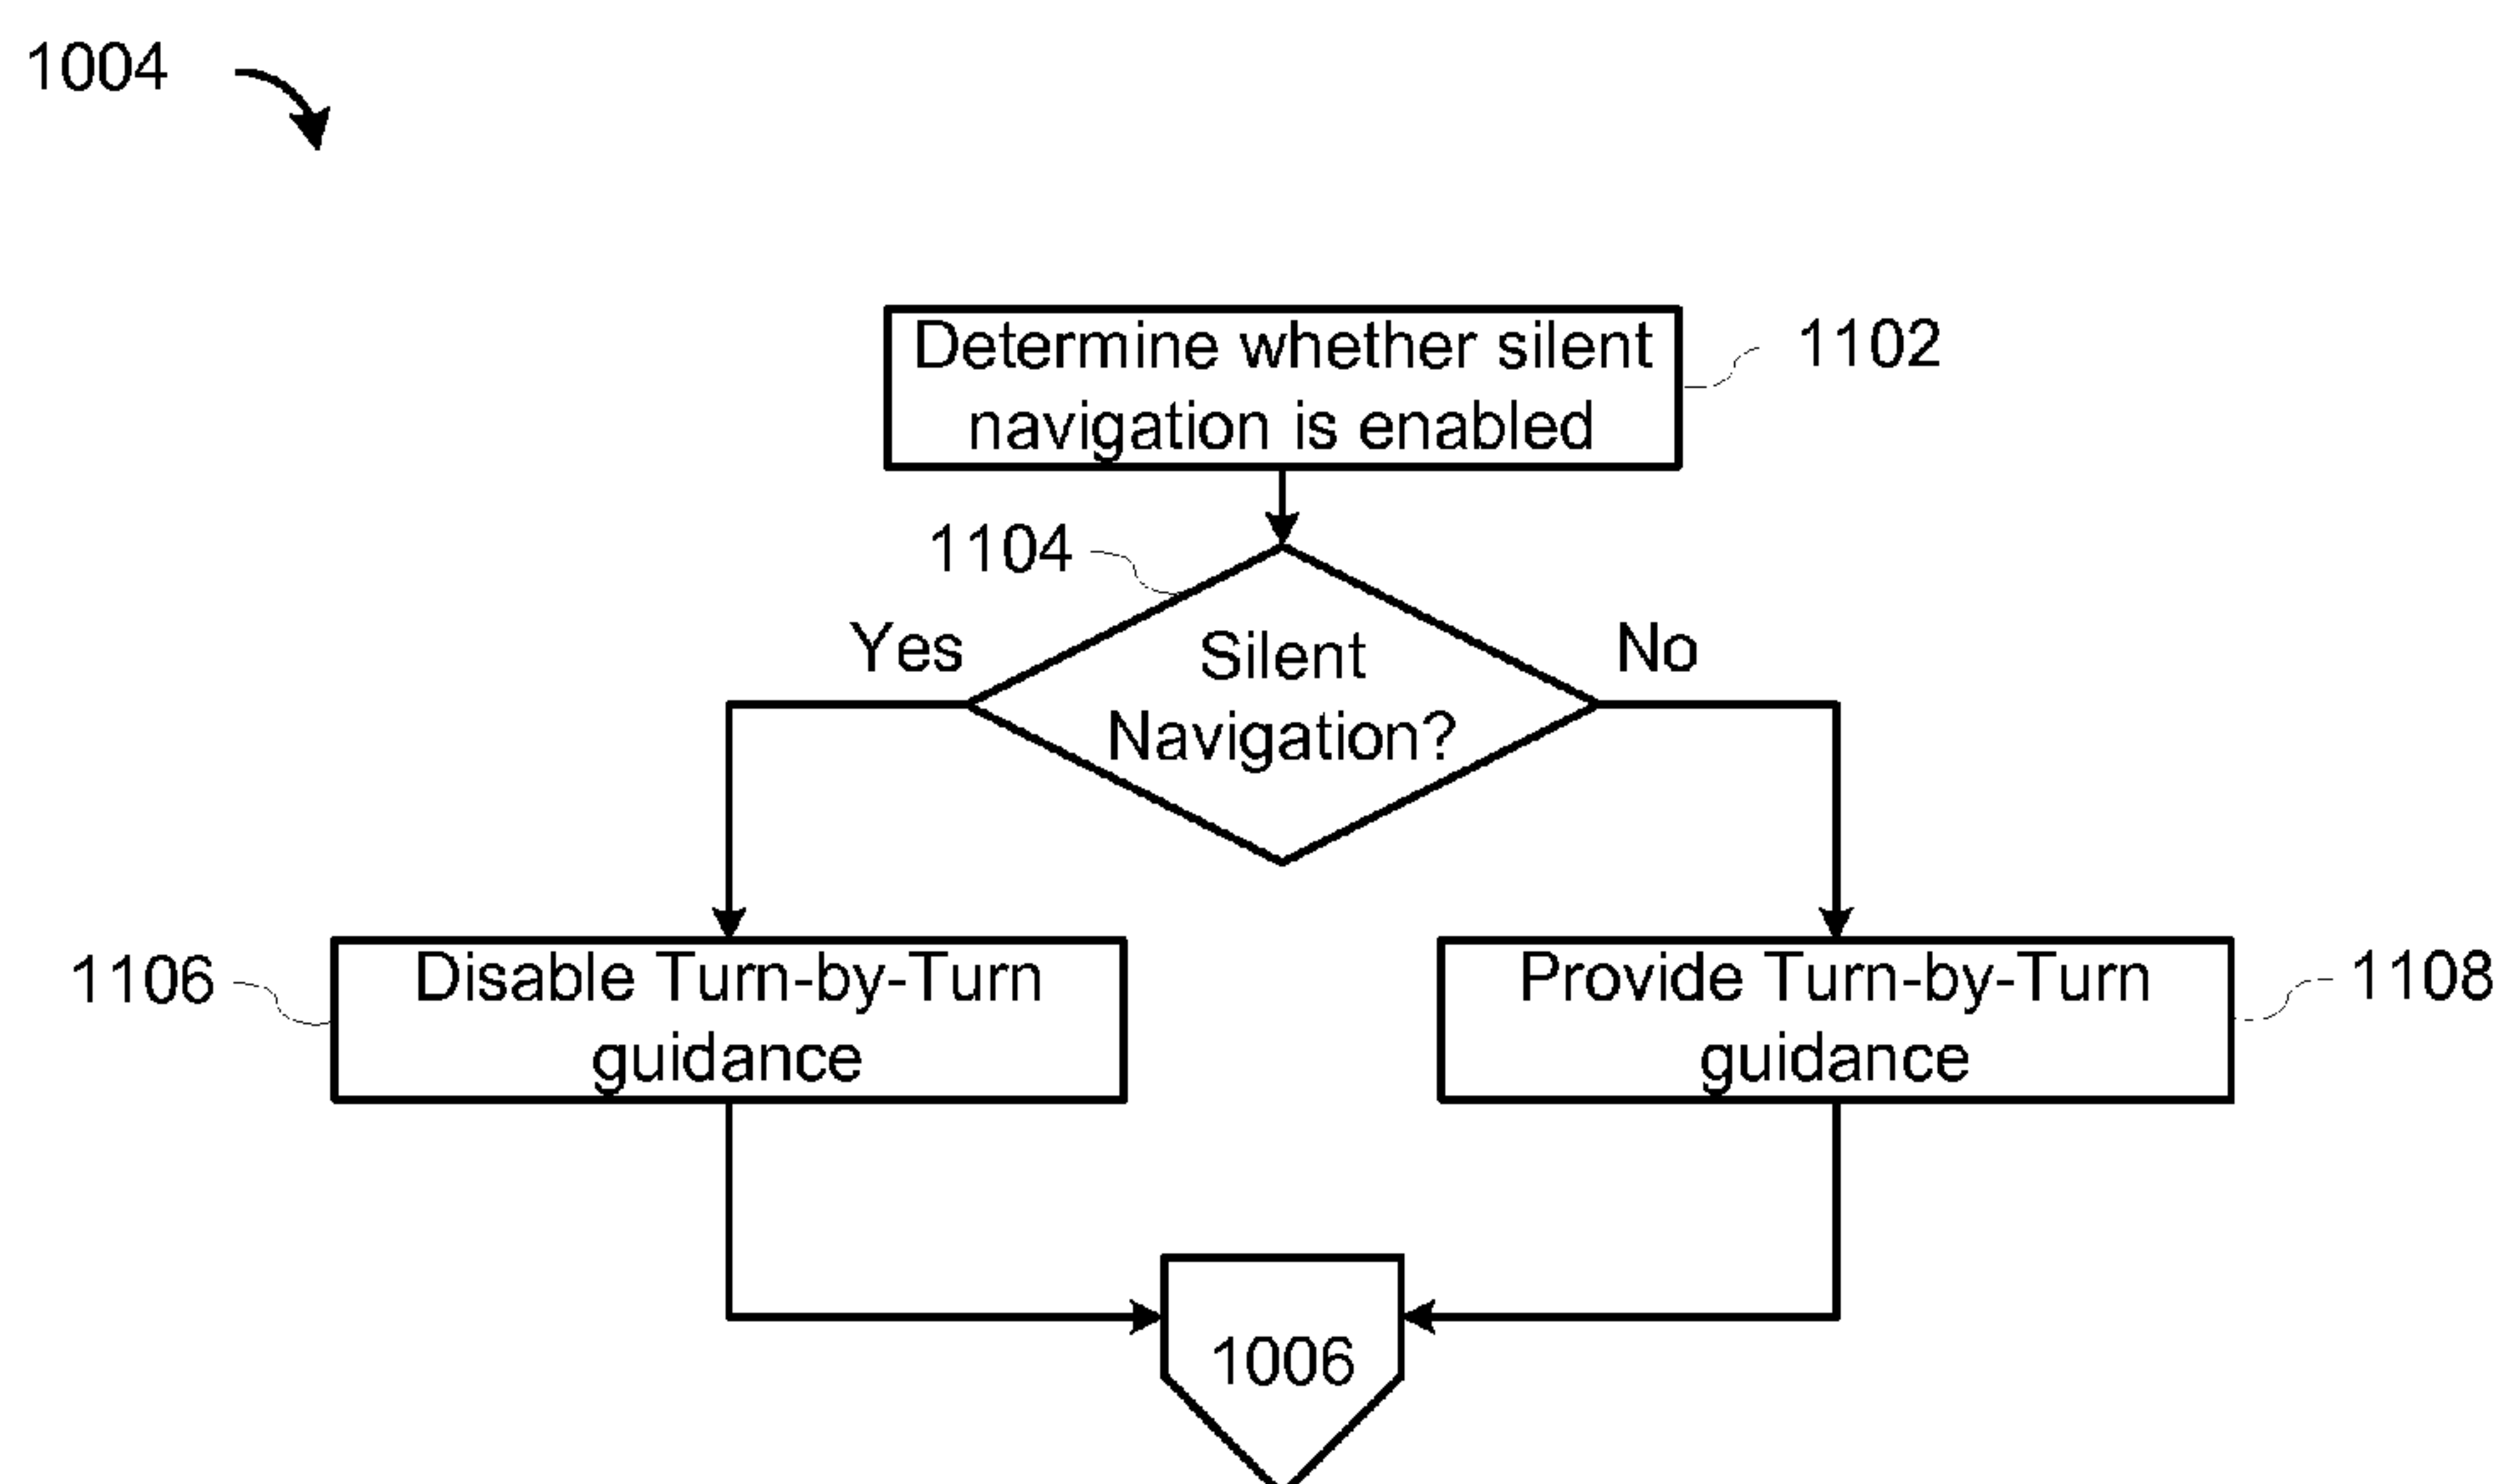 1004
Determine whether silent
navigation is enabled
1102
1104
Yes
Silent
Navigation?
No
1106
Disable Turn-by-Turn
guidance
Provide Turn-by-Turn
guidance
1108
1006